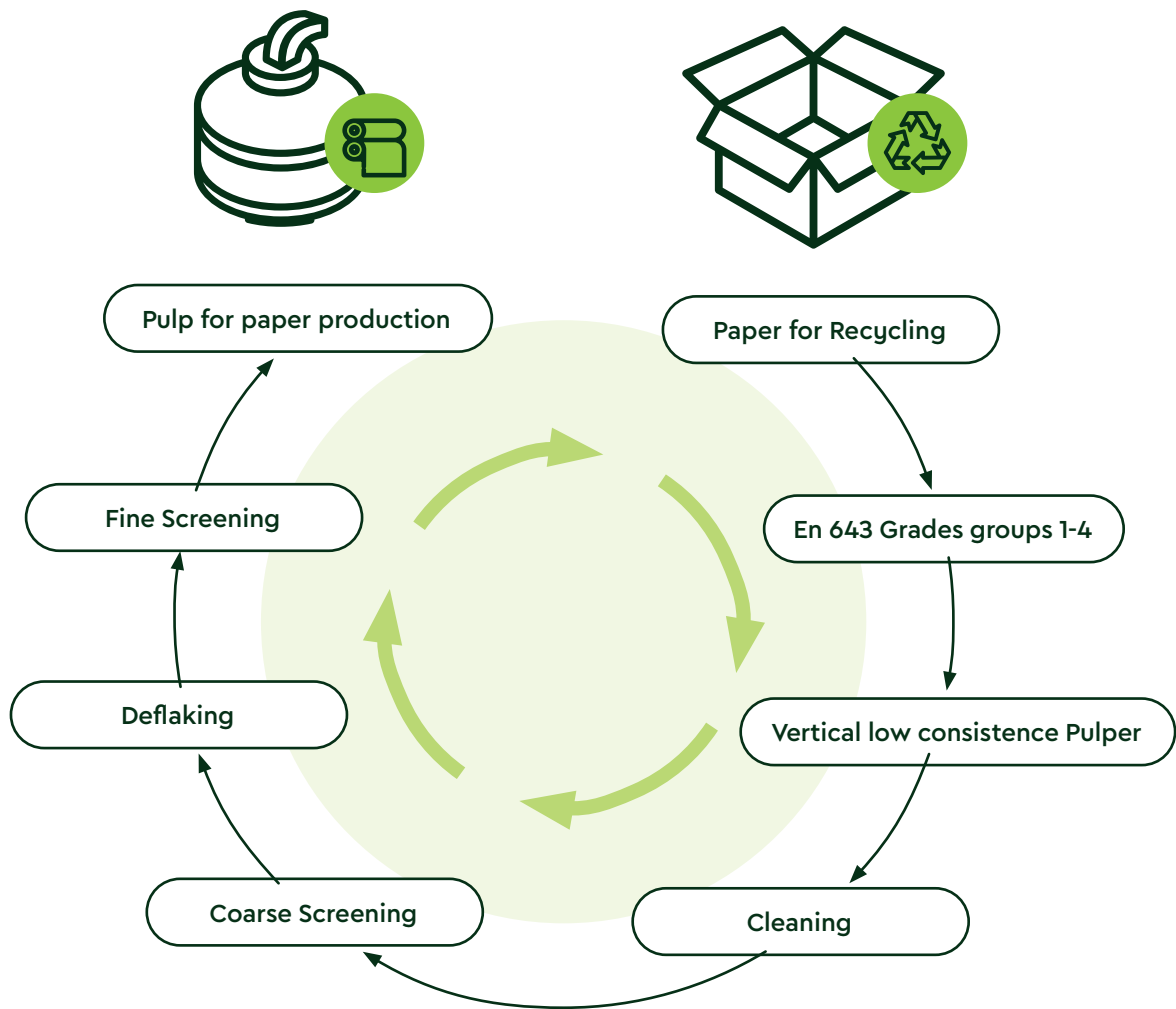 Pulp for paper production
Paper for Recycling
Fine Screening
En 643 Grades groups 1-4
Deflaking
Vertical low consistence Pulper
Coarse Screening
Cleaning